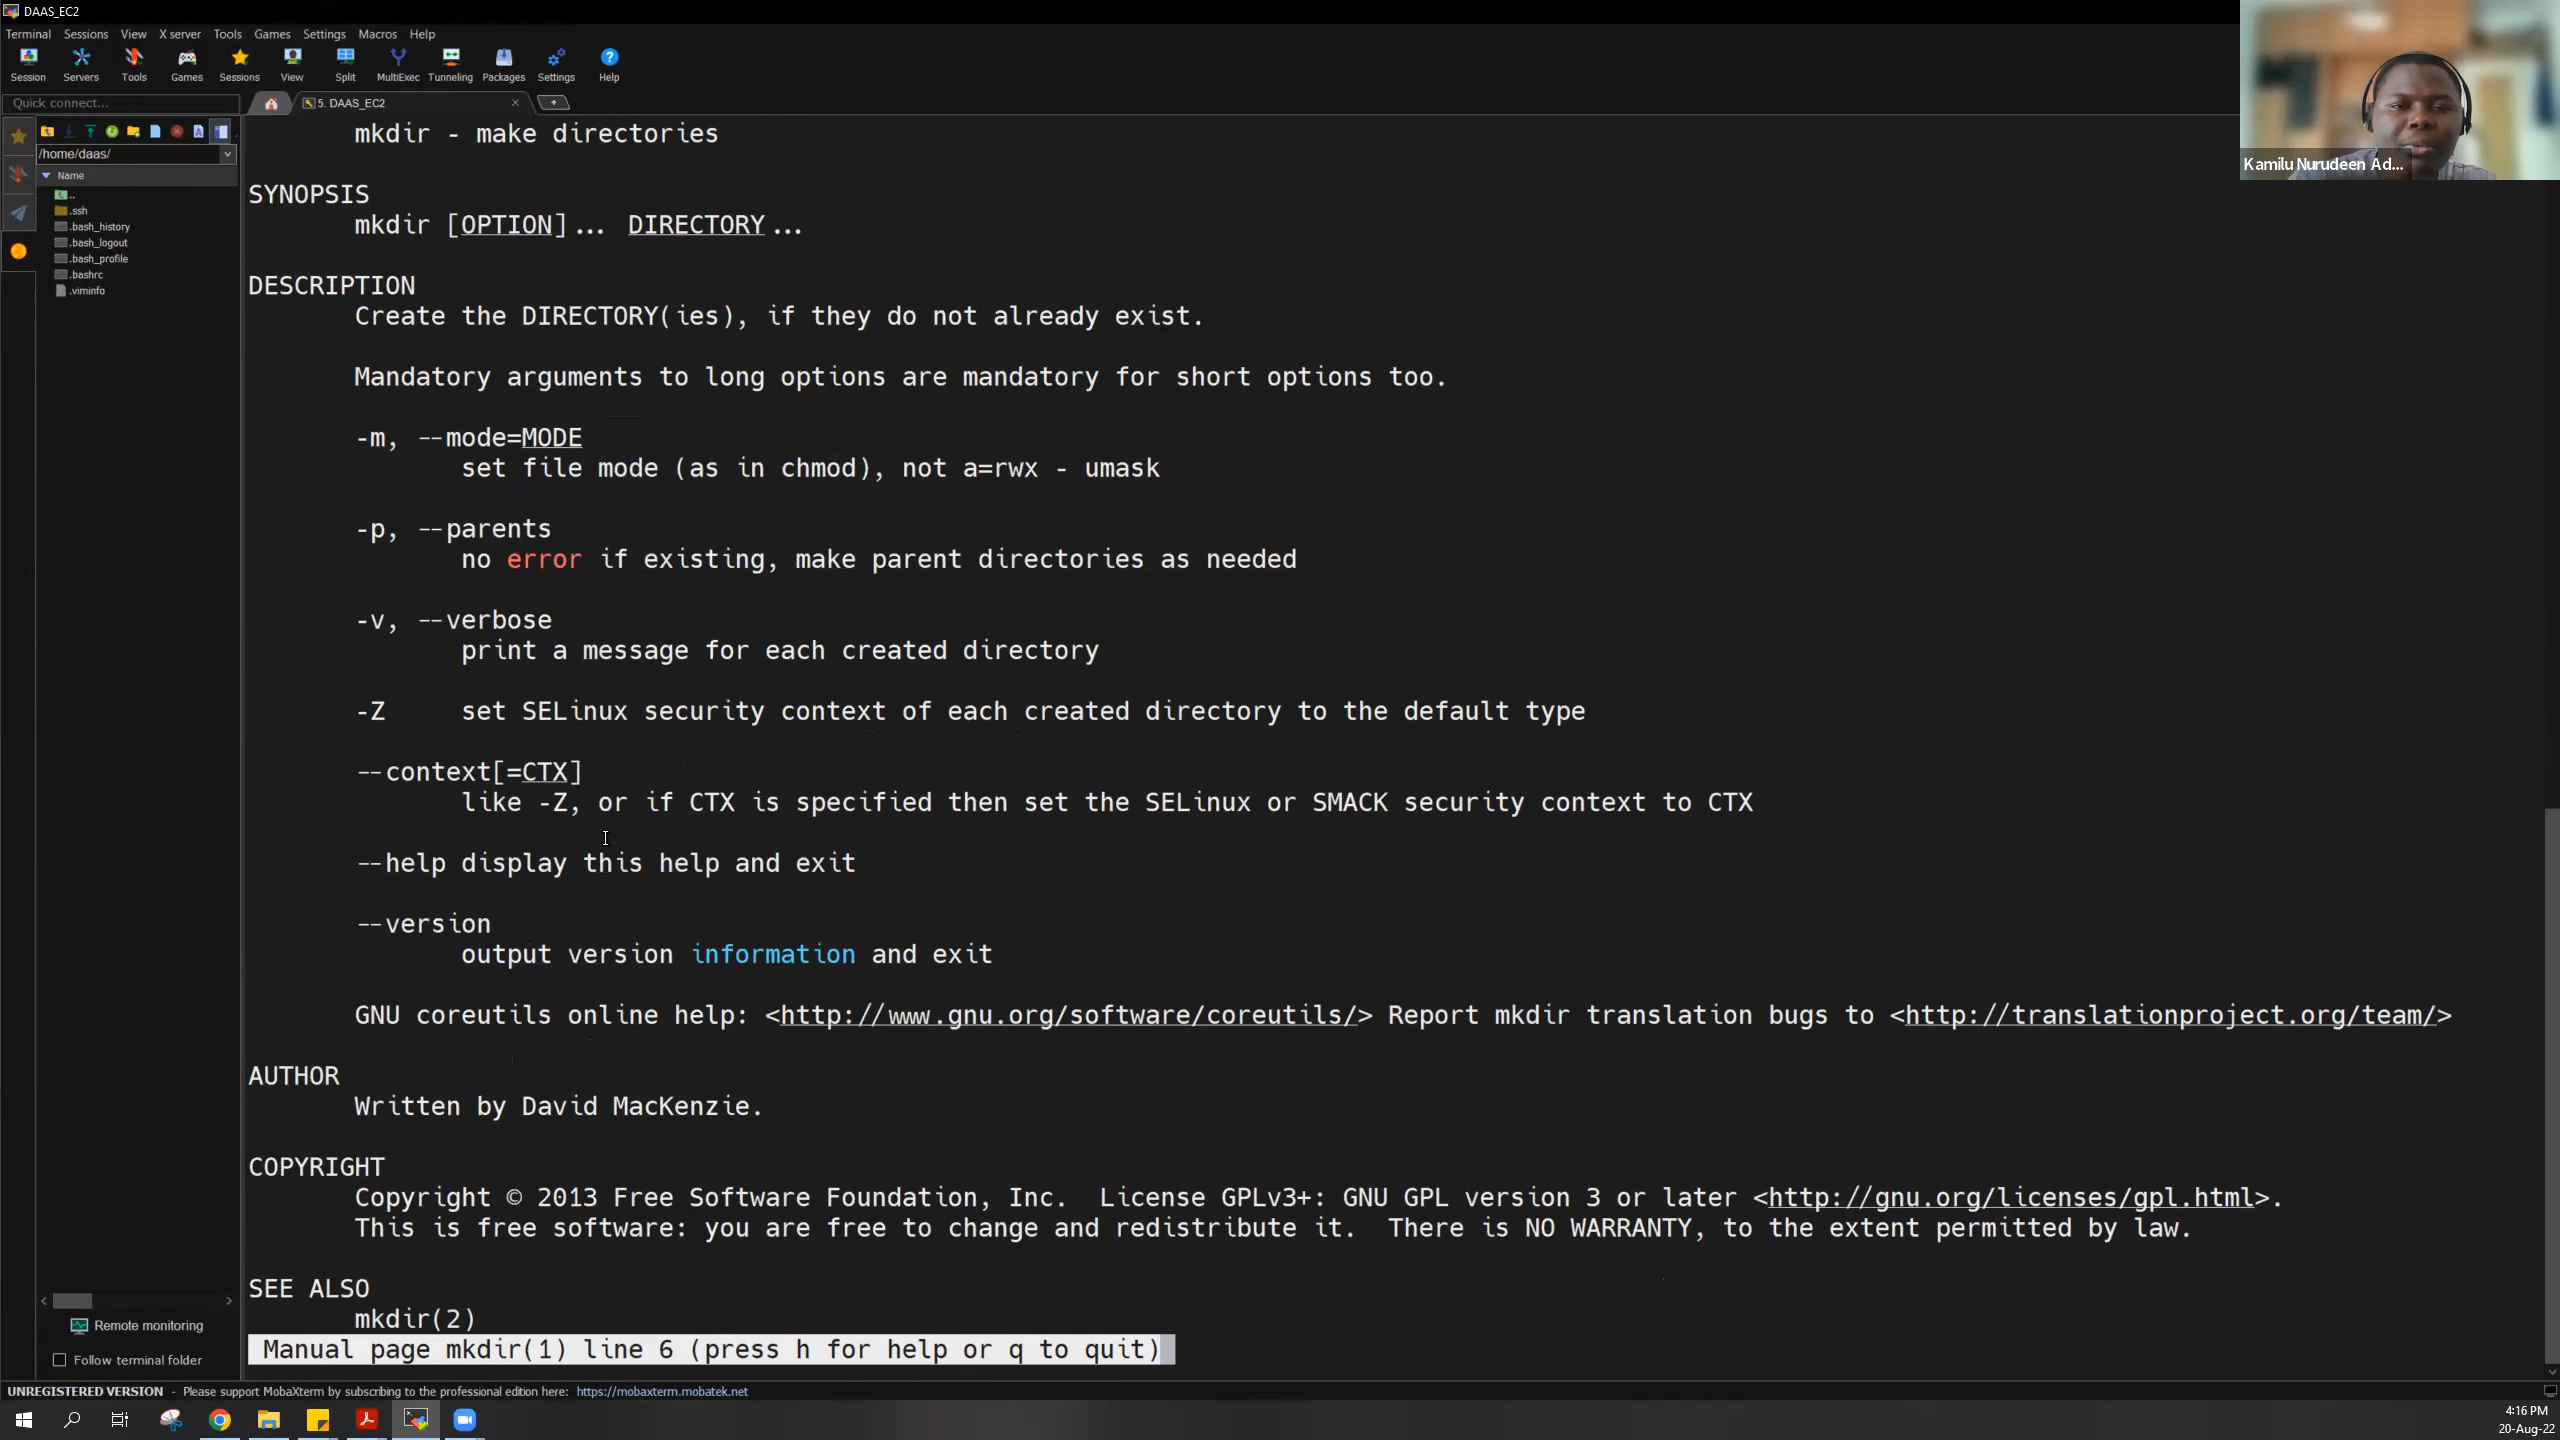 DAAS_EC2
Terminal Sessions View X server Tools Games Settings Macros Help
Session Servers Tools Games Sessions View Split MultiExec Tunneling Packages Settings Help
Quick connect...
5. DAAS_EC2
/home/daas/
Name
..
.ssh
.bash_history
.bash_logout
.bash_profile
.bashrc
.viminfo
Remote monitoring
Follow terminal folder
mkdir - make directories
SYNOPSIS
mkdir [OPTION]... DIRECTORY...
DESCRIPTION
Create the DIRECTORY(ies), if they do not already exist.
Mandatory arguments to long options are mandatory for short options too.
-m, --mode=MODE
set file mode (as in chmod), not a=rwx - umask
-p, --parents
no error if existing, make parent directories as needed
-v, --verbose
print a message for each created directory
-Z set SELinux security context of each created directory to the default type
--context[=CTX]
like -Z, or if CTX is specified then set the SELinux or SMACK security context to CTX
--help display this help and exit
--version
output version information and exit
GNU coreutils online help: <http://www.gnu.org/software/coreutils/> Report mkdir translation bugs to <http://translationproject.org/team/>
AUTHOR
Written by David MacKenzie.
COPYRIGHT
Copyright © 2013 Free Software Foundation, Inc. License GPLv3+: GNU GPL version 3 or later <http://gnu.org/licenses/gpl.html>.
This is free software: you are free to change and redistribute it. There is NO WARRANTY, to the extent permitted by law.
SEE ALSO
mkdir(2)
Manual page mkdir(1) line 6 (press h for help or q to quit)
Kamilu Nurudeen Ad...
UNREGISTERED VERSION - Please support MobaXterm by subscribing to the professional edition here: https://mobaxterm.mobatek.net
4:16 PM
20-Aug-22